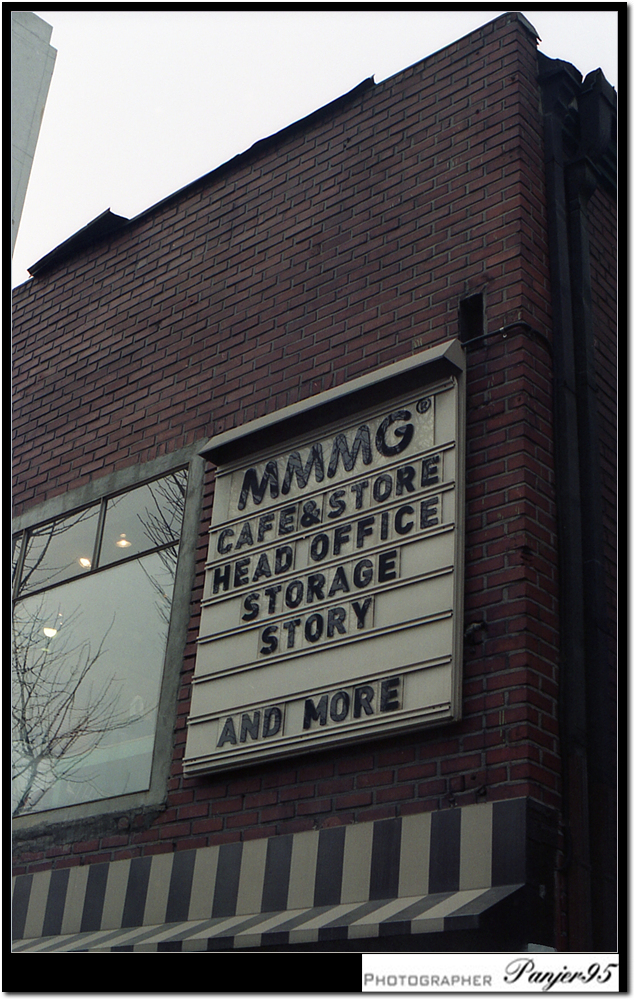 MMMG®
CAFE&STORE
HEAD OFFICE
STORAGE
STORY
AND MORE
PHOTOGRAPHER Panjer95